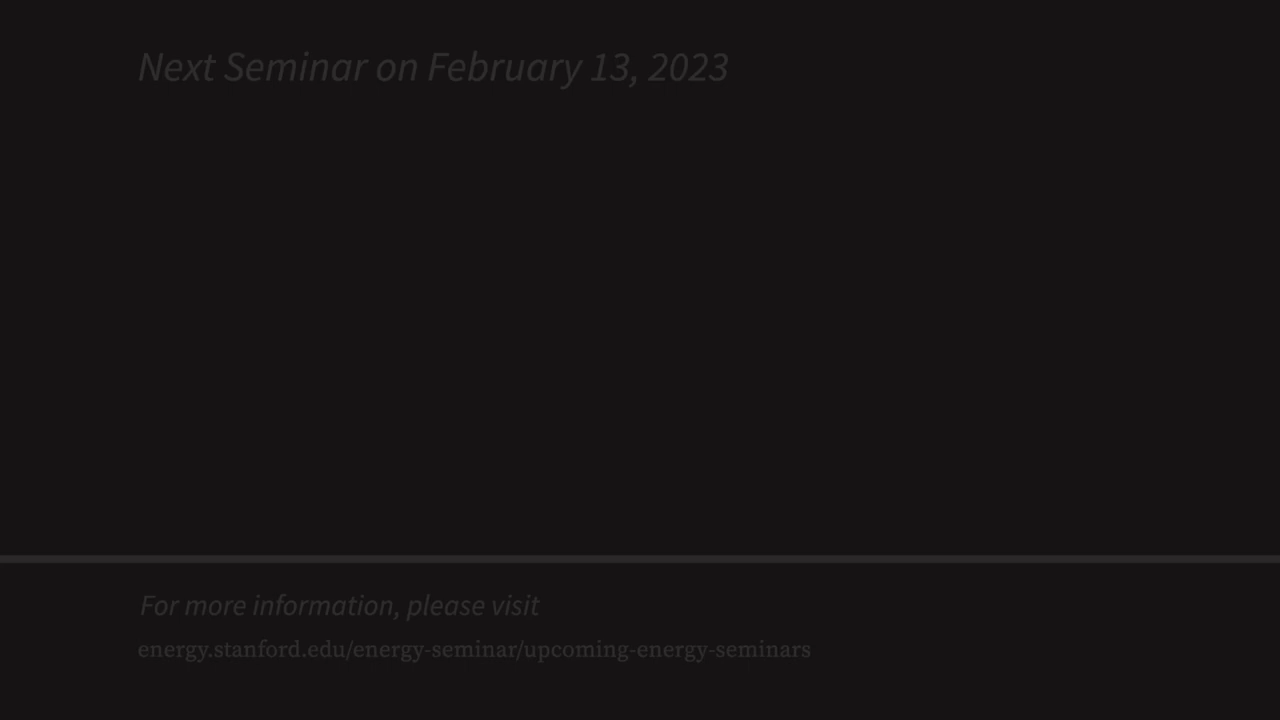 Next Seminar on February 13, 2023
For more information, please visit
energy.stanford.edu/energy-seminar/upcoming-energy-seminars